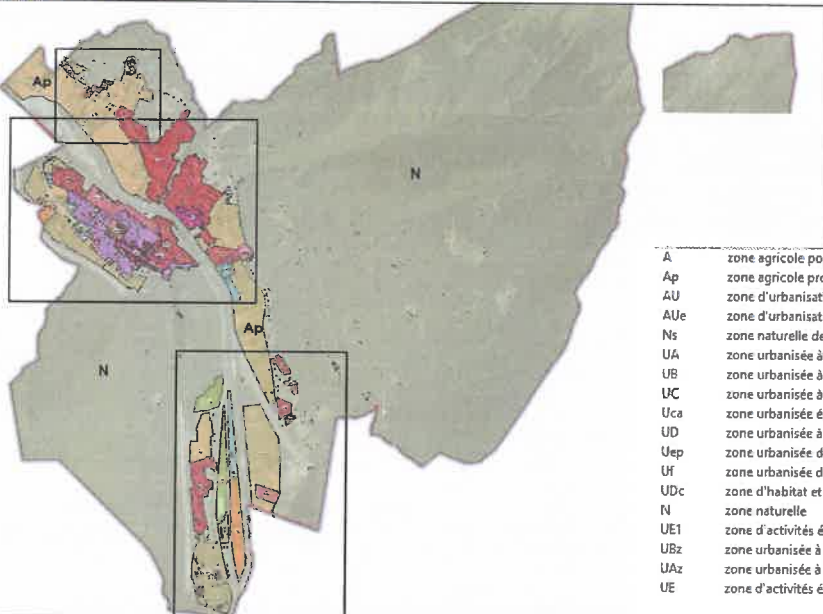 Ap
N
A zone agricole po
Ap zone agricole pro
AU zone d'urbanisat
AUe zone d'urbanisat
Ns zone naturelle de
UA zone urbanisée à
UB zone urbanisée à
UC zone urbanisée à
Uca zone urbanisée é
UD zone urbanisée à
Uep zone urbanisée d
Uf zone urbanisée d
UDc zone d'habitat et
N zone naturelle
UE1 zone d'activités é
UBz zone urbanisée à
UAz zone urbanisée à
UE zone d'activités é
Ap
N